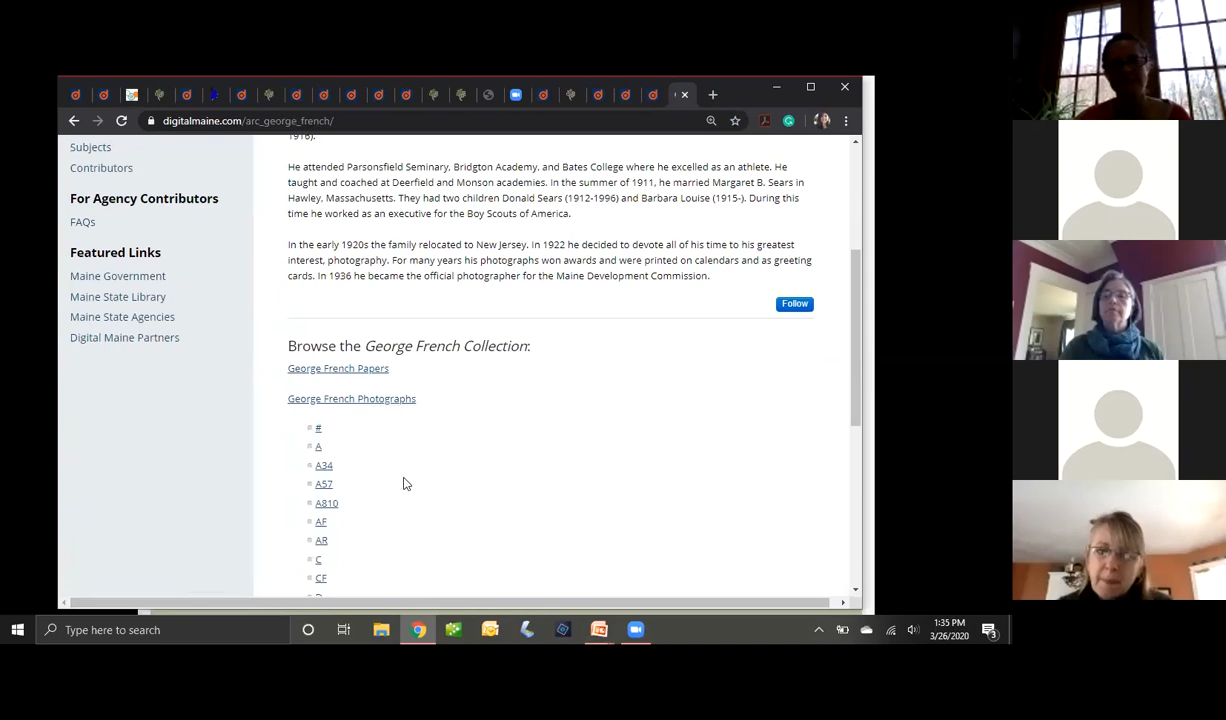 digitalmaine.com/arc_george_french/
1916).
Subjects
Contributors
For Agency Contributors
FAQs
Featured Links
Maine Government
Maine State Library
Maine State Agencies
Digital Maine Partners
He attended Parsonsfield Seminary, Bridgton Academy, and Bates College where he excelled as an athlete. He
taught and coached at Deerfield and Monson academies. In the summer of 1911, he married Margaret B. Sears in
Hawley, Massachusetts. They had two children Donald Sears (1912-1996) and Barbara Louise (1915-). During this
time he worked as an executive for the Boy Scouts of America.
In the early 1920s the family relocated to New Jersey. In 1922 he decided to devote all of his time to his greatest
interest, photography. For many years his photographs won awards and were printed on calendars and as greeting
cards. In 1936 he became the official photographer for the Maine Development Commission.
Follow
Browse the George French Collection:
George French Papers
George French Photographs
#
A
A34
A57
A810
AF
AR
C
CF
Type here to search
1:35 PM
3/26/2020
3